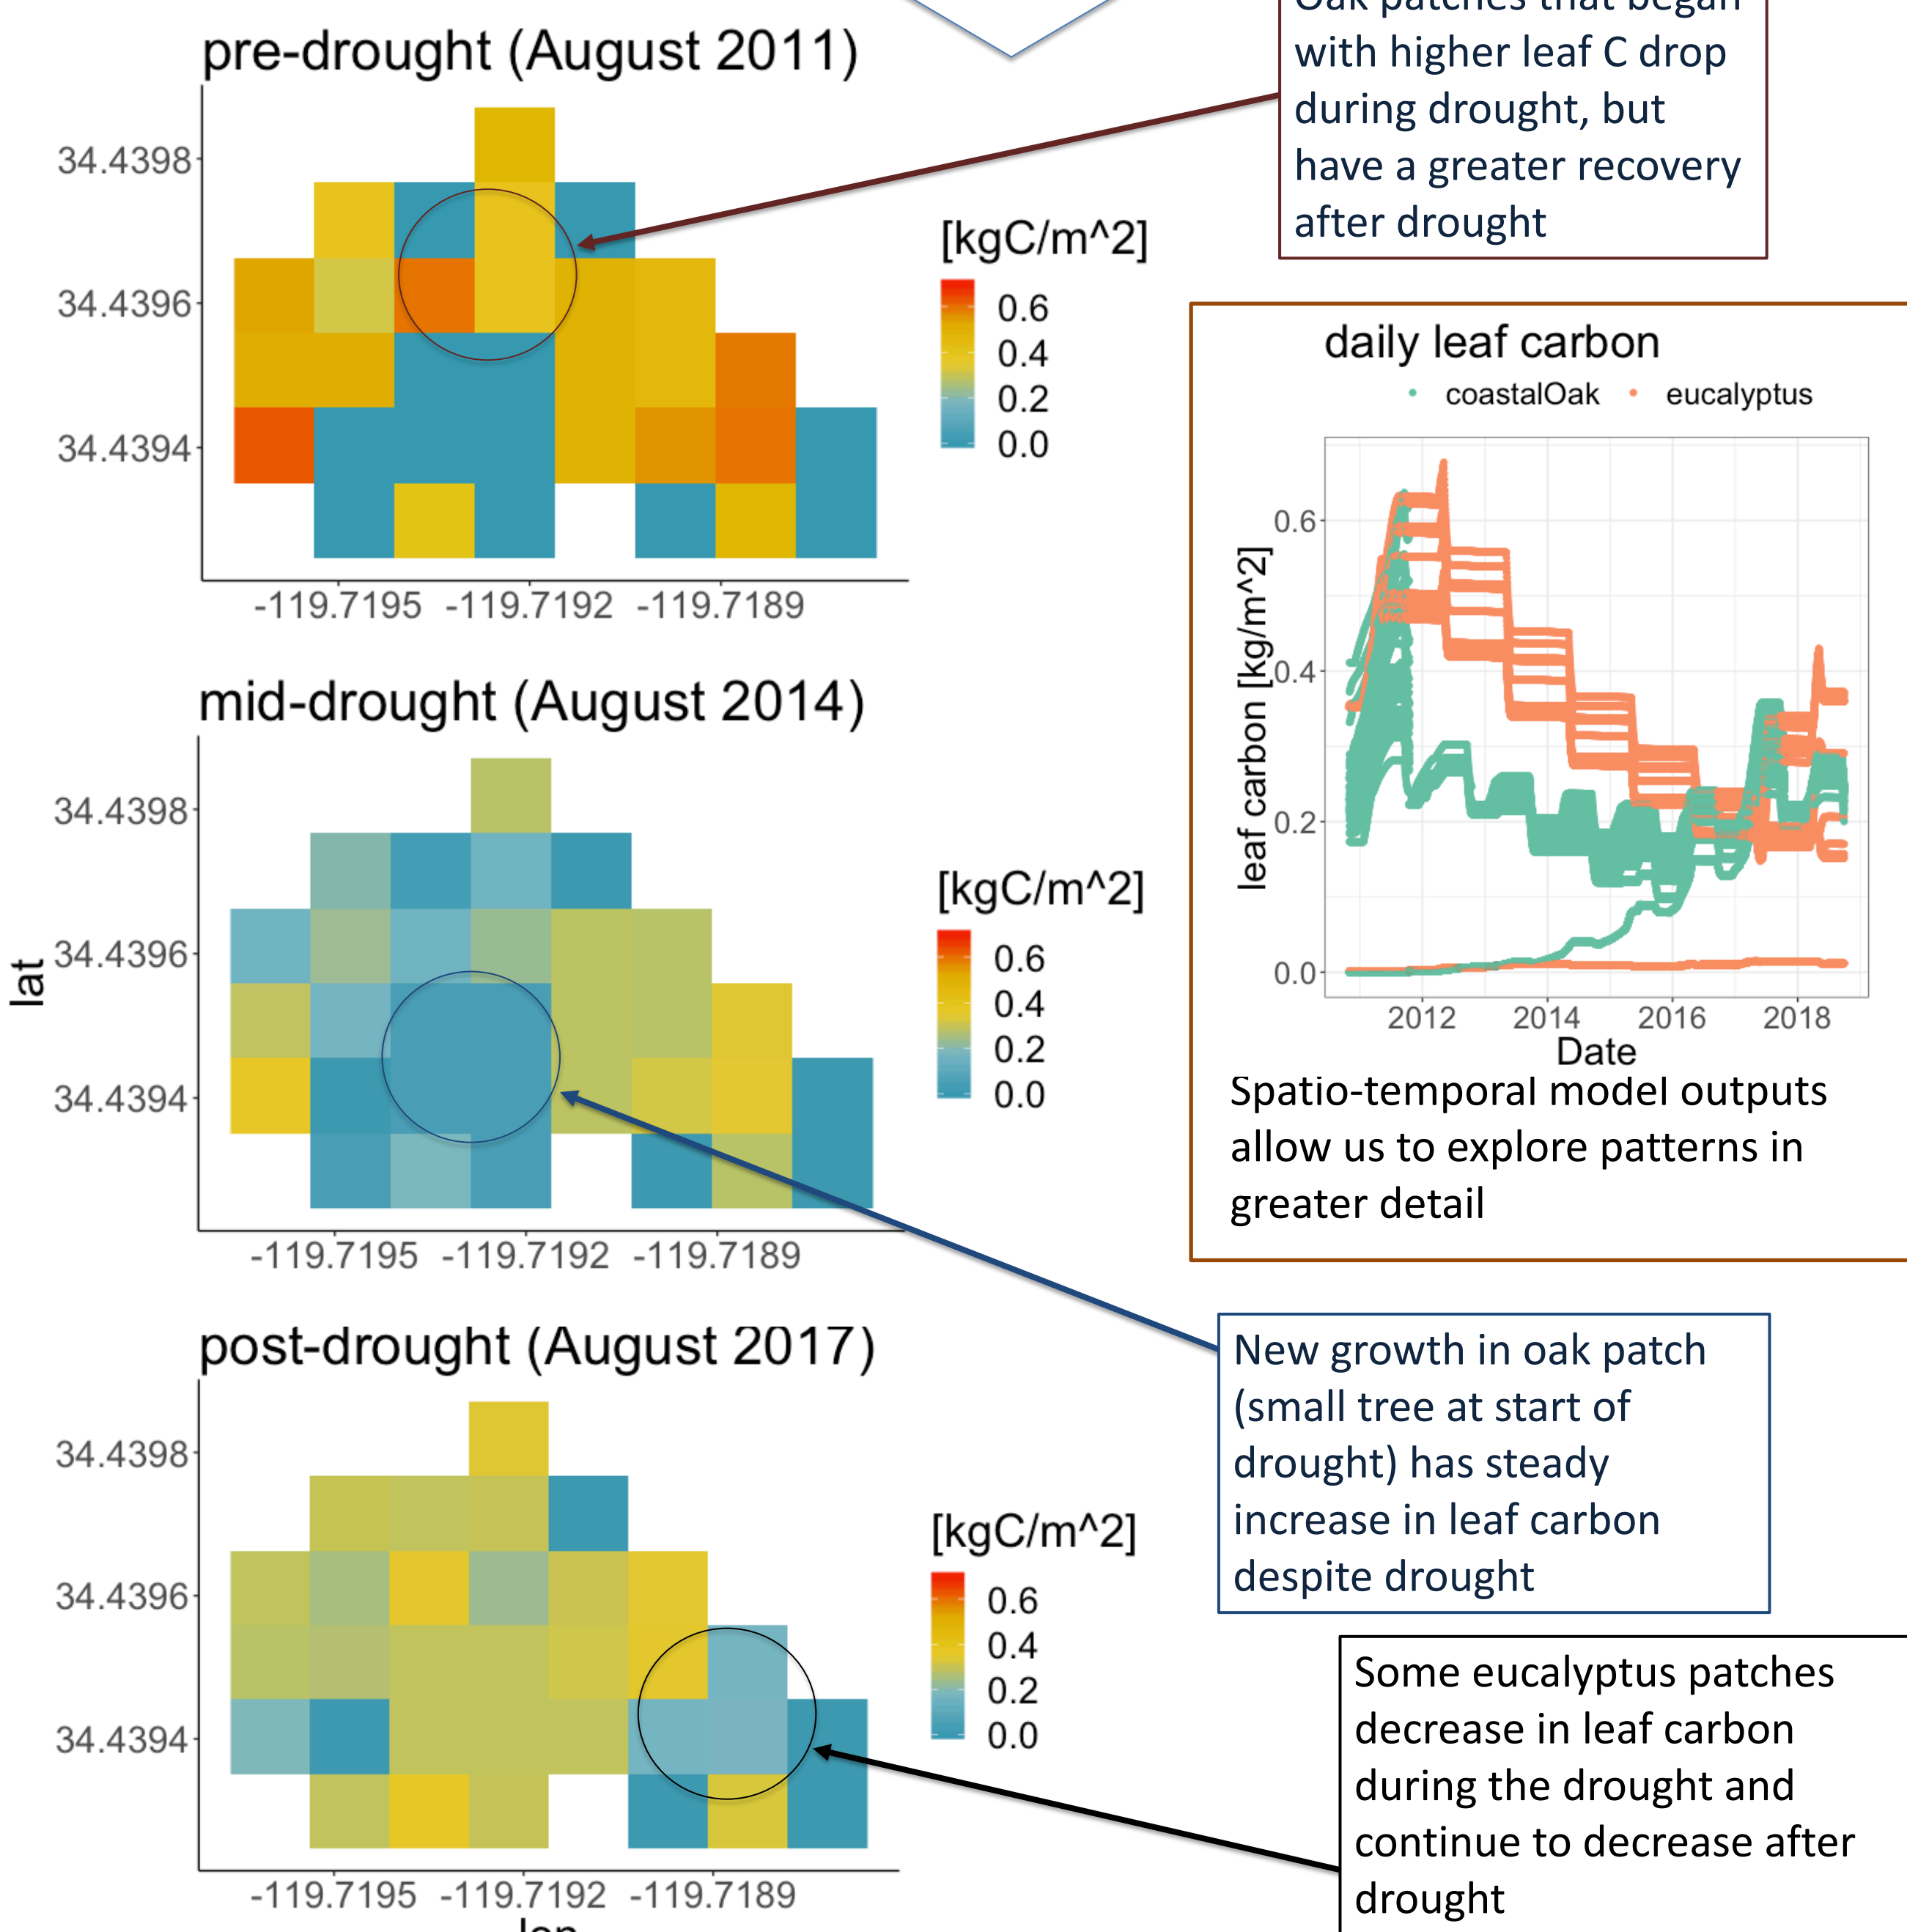 Oak patches that began
with higher leaf C drop
during drought, but
have a greater recovery
after drought
pre-drought (August 2011)
34.4398
34.4396
34.4394
-119.7195 -119.7192 -119.7189
[kgC/m^2]
0.6
0.4
0.2
0.0
daily leaf carbon
coastalOak eucalyptus
leaf carbon [kg/m^2]
0.6
0.4
0.2
0.0
2012 2014 2016 2018
Date
Spatio-temporal model outputs
allow us to explore patterns in
greater detail
mid-drought (August 2014)
lat
34.4398
34.4396
34.4394
-119.7195 -119.7192 -119.7189
[kgC/m^2]
0.6
0.4
0.2
0.0
New growth in oak patch
(small tree at start of
drought) has steady
increase in leaf carbon
despite drought
post-drought (August 2017)
34.4398
34.4396
34.4394
-119.7195 -119.7192 -119.7189
lon
[kgC/m^2]
0.6
0.4
0.2
0.0
Some eucalyptus patches
decrease in leaf carbon
during the drought and
continue to decrease after
drought